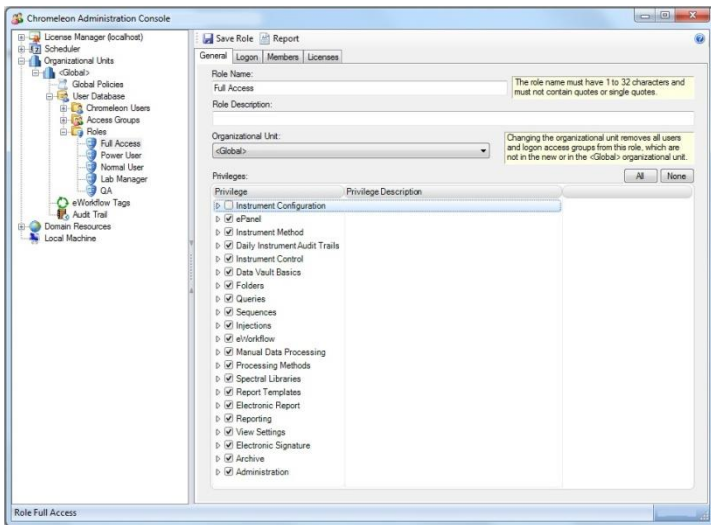 Chromeleon Administration Console
License Manager (localhost)
Scheduler
Organizational Units
<Global>
Global Policies
User Database
Chromeleon Users
Access Groups
Roles
Full Access
Power User
Normal User
Lab Manager
QA
eWorkflow Tags
Audit Trail
Domain Resources
Local Machine
Save Role Report
General Logon Members Licenses
Role Name:
Full Access
The role name must have 1 to 32 characters and
must not contain quotes or single quotes.
Role Description:
Organizational Unit:
<Global>
Changing the organizational unit removes all users
and logon access groups from this role, which are
not in the new or in the <Global> organizational unit.
Privileges:
All None
Privilege Privilege Description
Instrument Configuration
ePanel
Instrument Method
Daily Instrument Audit Trails
Instrument Control
Data Vault Basics
Folders
Queries
Sequences
Injections
eWorkflow
Manual Data Processing
Processing Methods
Spectral Libraries
Report Templates
Electronic Report
Reporting
View Settings
Electronic Signature
Archive
Administration
Role Full Access